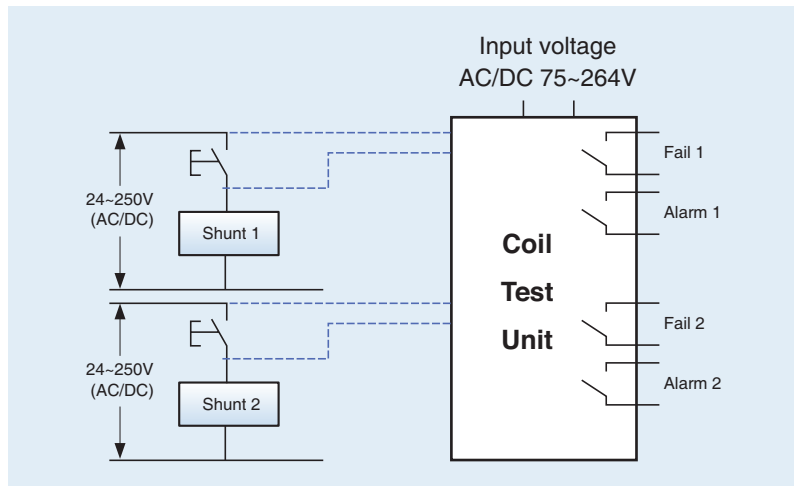 Input voltage
AC/DC 75~264V
24~250V
(AC/DC)
Shunt 1
Fail 1
Alarm 1
Coil
Test
Unit
24~250V
(AC/DC)
Shunt 2
Fail 2
Alarm 2